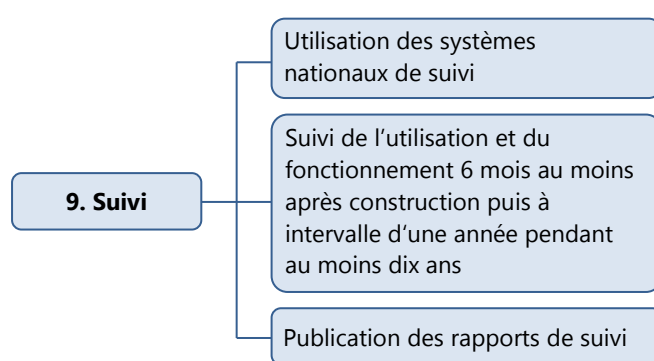 Utilisation des systèmes
nationaux de suivi
9. Suivi
Suivi de l'utilisation et du
fonctionnement 6 mois au moins
après construction puis à
intervalle d'une année pendant
au moins dix ans
Publication des rapports de suivi